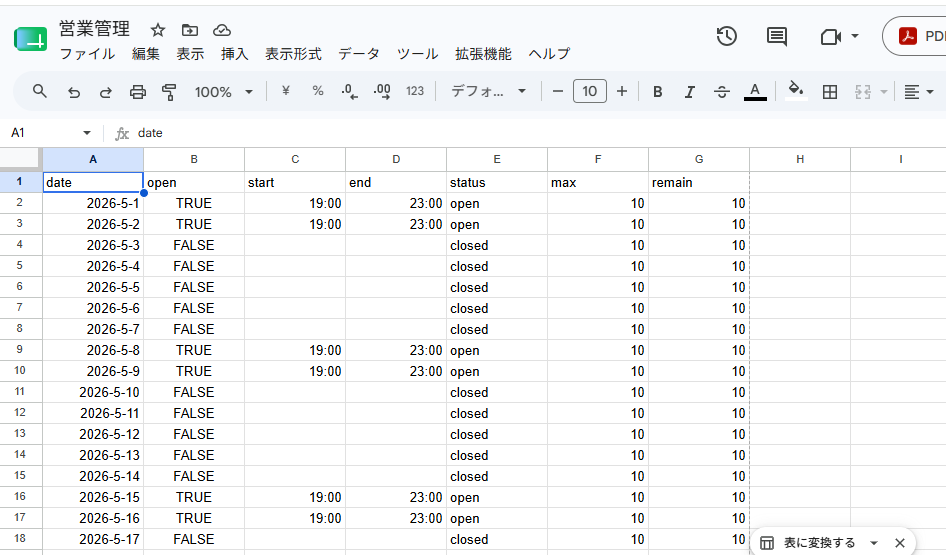 営業管理
ファイル 編集 表示 挿入 表示形式 データ ツール 拡張機能 ヘルプ
PDF
100% ¥ % .0 .00 123 デフォ... 10 B I S A
A1 fx date
A B C D E F G H I
1 date open start end status max remain
2 2026-5-1 TRUE 19:00 23:00 open 10 10
3 2026-5-2 TRUE 19:00 23:00 open 10 10
4 2026-5-3 FALSE closed 10 10
5 2026-5-4 FALSE closed 10 10
6 2026-5-5 FALSE closed 10 10
7 2026-5-6 FALSE closed 10 10
8 2026-5-7 FALSE closed 10 10
9 2026-5-8 TRUE 19:00 23:00 open 10 10
10 2026-5-9 TRUE 19:00 23:00 open 10 10
11 2026-5-10 FALSE closed 10 10
12 2026-5-11 FALSE closed 10 10
13 2026-5-12 FALSE closed 10 10
14 2026-5-13 FALSE closed 10 10
15 2026-5-14 FALSE closed 10 10
16 2026-5-15 TRUE 19:00 23:00 open 10 10
17 2026-5-16 TRUE 19:00 23:00 open 10 10
18 2026-5-17 FALSE closed 10 10
表に変換する